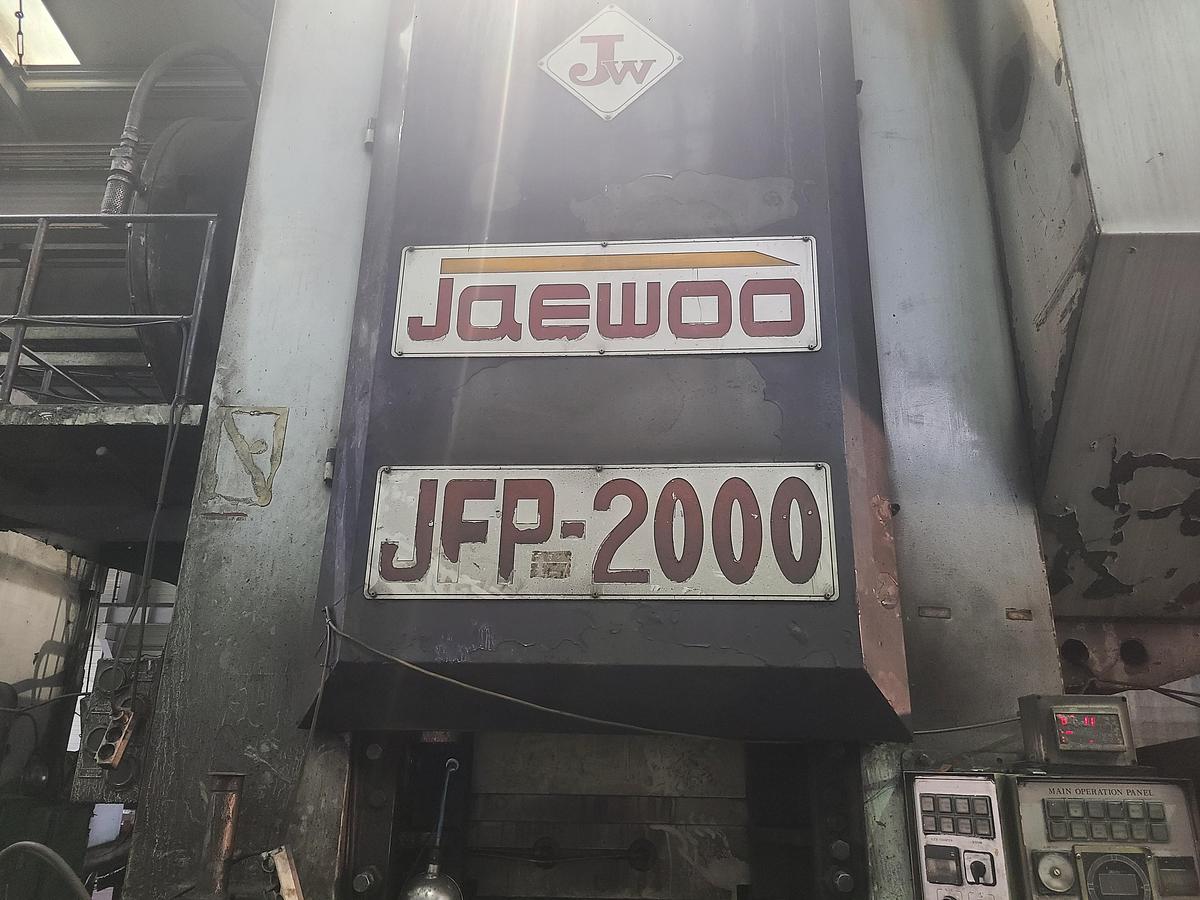 JW
JAEWOO
JFP-2000
MAIN OPERATION PANEL